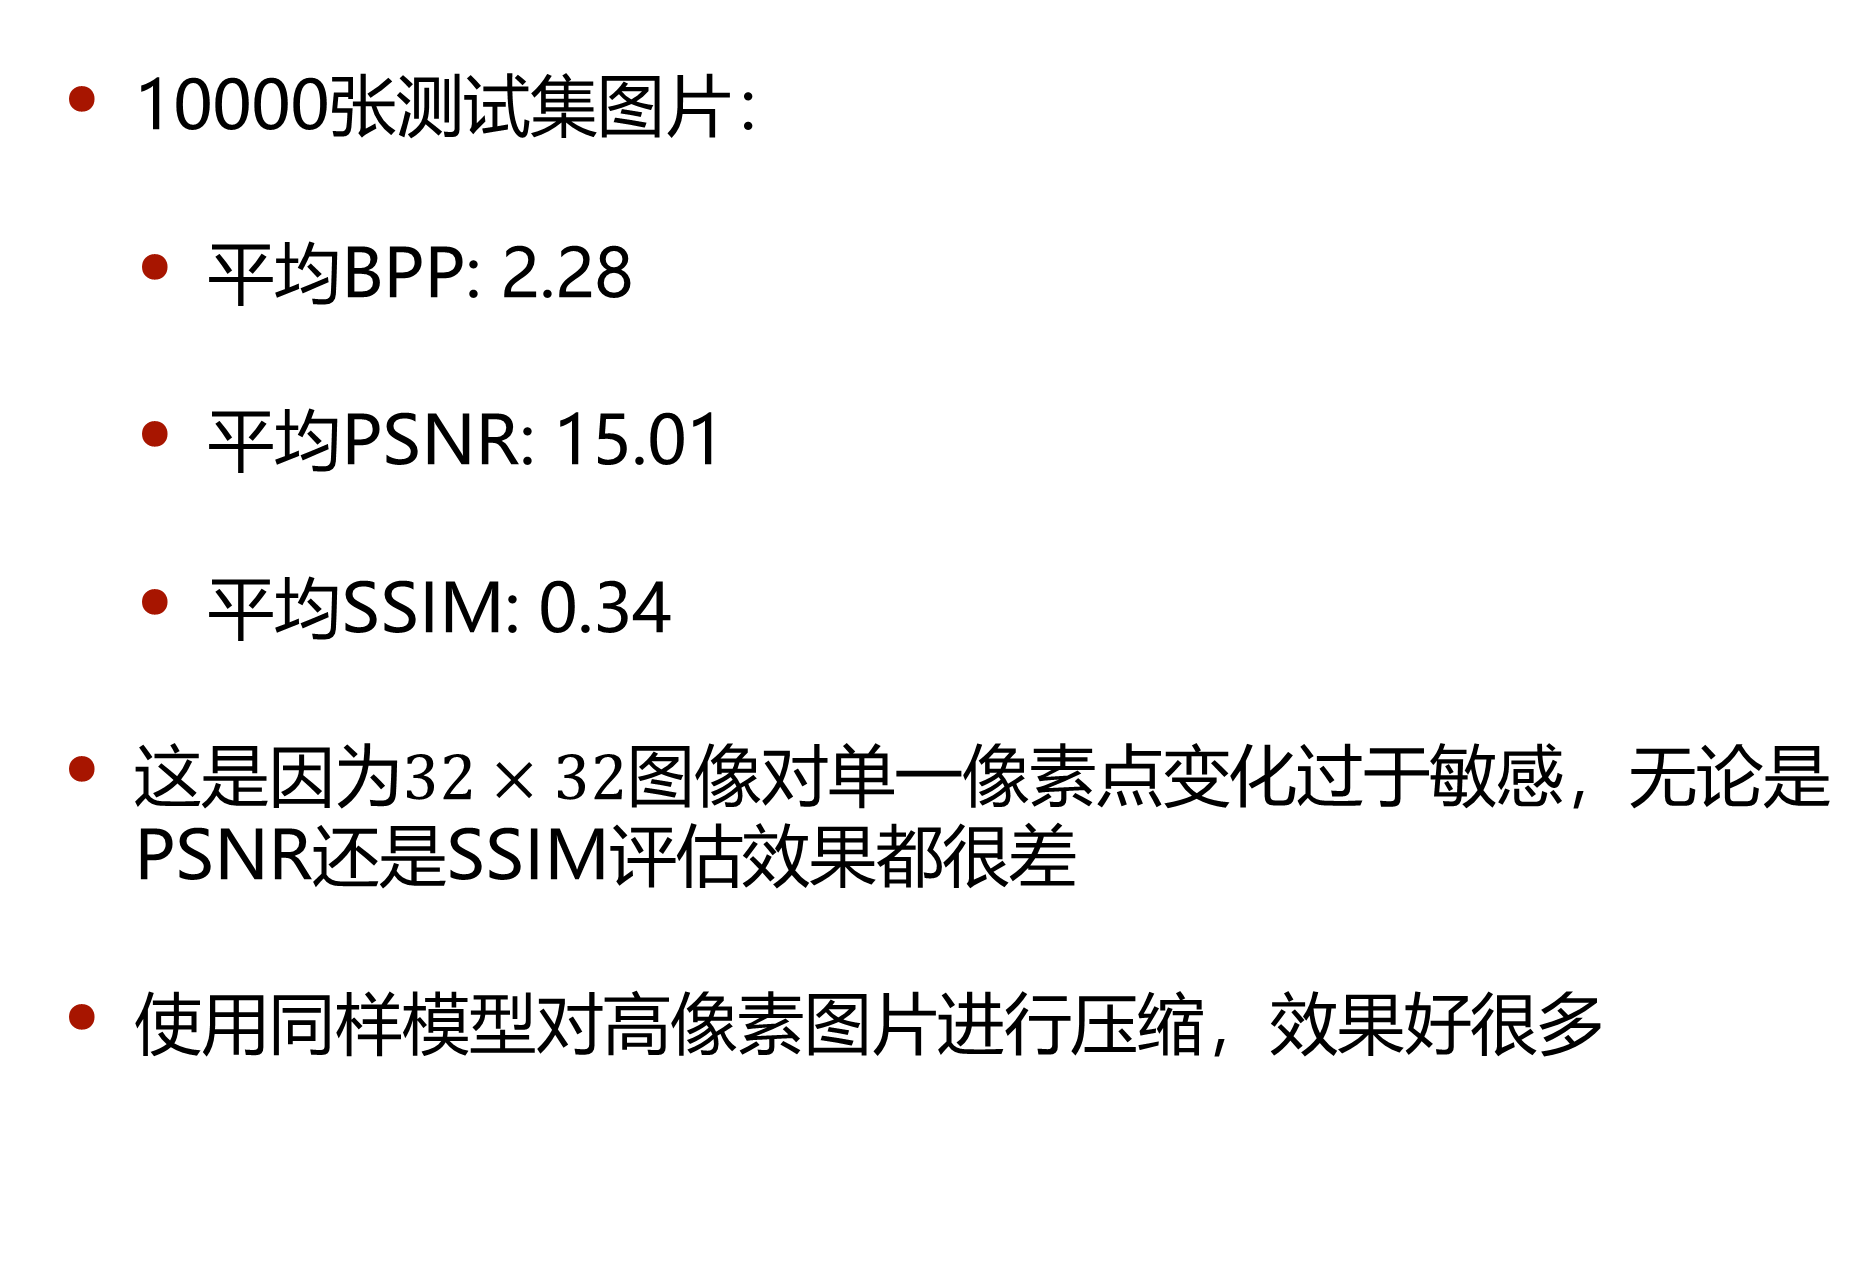 • 10000张测试集图片：
• 平均BPP: 2.28
• 平均PSNR: 15.01
• 平均SSIM: 0.34
• 这是因为32 × 32图像对单一像素点变化过于敏感，无论是
PSNR还是SSIM评估效果都很差
• 使用同样模型对高像素图片进行压缩，效果好很多